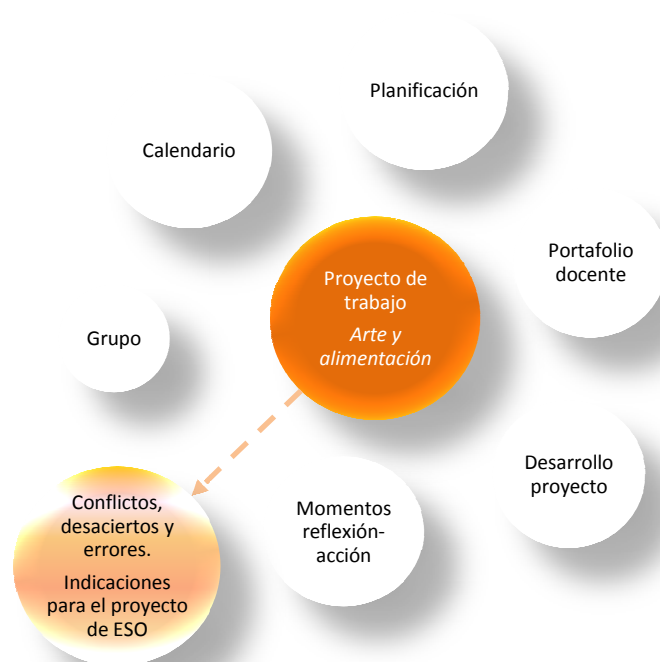 Planificación
Calendario
Portafolio
docente
Proyecto de
trabajo
Arte y
alimentación
Grupo
Desarrollo
proyecto
Momentos
reflexión-
acción
Conflictos,
desaciertos y
errores.
Indicaciones
para el proyecto
de ESO